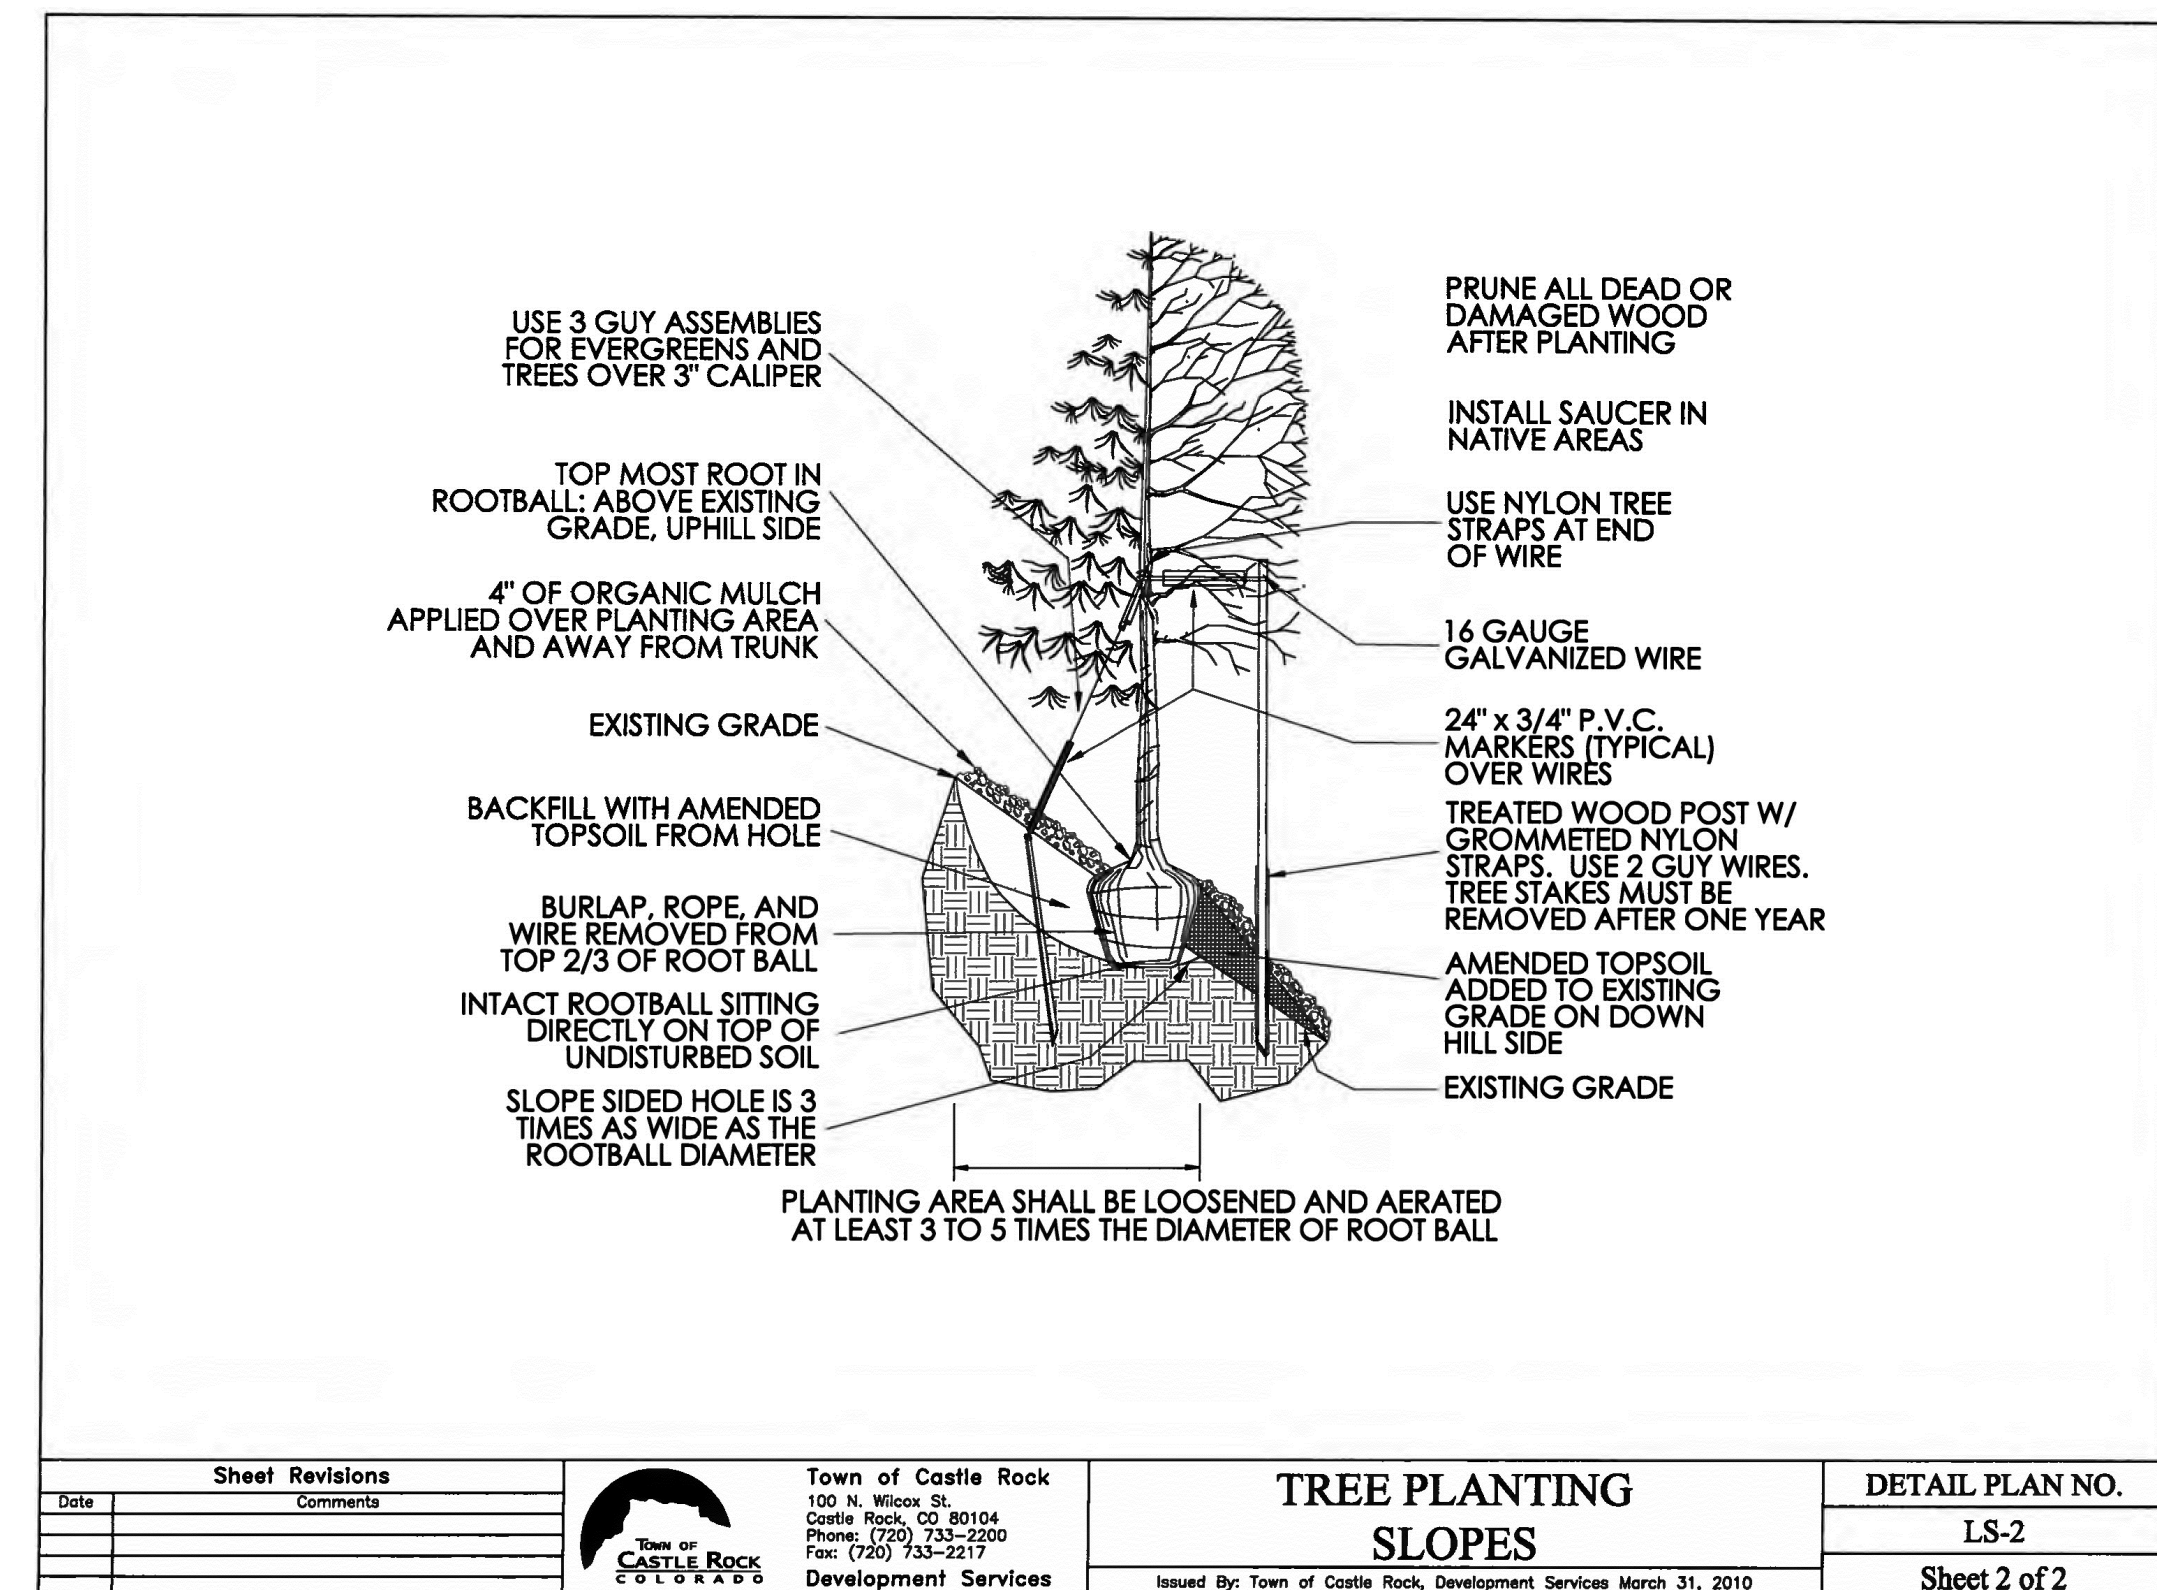 USE 3 GUY ASSEMBLIES
FOR EVERGREENS AND
TREES OVER 3" CALIPER
TOP MOST ROOT IN
ROOTBALL: ABOVE EXISTING
GRADE, UPHILL SIDE
4" OF ORGANIC MULCH
APPLIED OVER PLANTING AREA
AND AWAY FROM TRUNK
EXISTING GRADE
BACKFILL WITH AMENDED
TOPSOIL FROM HOLE
BURLAP, ROPE, AND
WIRE REMOVED FROM
TOP 2/3 OF ROOT BALL
INTACT ROOTBALL SITTING
DIRECTLY ON TOP OF
UNDISTURBED SOIL
SLOPE SIDED HOLE IS 3
TIMES AS WIDE AS THE
ROOTBALL DIAMETER
PRUNE ALL DEAD OR
DAMAGED WOOD
AFTER PLANTING
INSTALL SAUCER IN
NATIVE AREAS
USE NYLON TREE
STRAPS AT END
OF WIRE
16 GAUGE
GALVANIZED WIRE
24" x 3/4" P.V.C.
MARKERS (TYPICAL)
OVER WIRES
TREATED WOOD POST W/
GROMMETED NYLON
STRAPS. USE 2 GUY WIRES.
TREE STAKES MUST BE
REMOVED AFTER ONE YEAR
AMENDED TOPSOIL
ADDED TO EXISTING
GRADE ON DOWN
HILL SIDE
EXISTING GRADE
PLANTING AREA SHALL BE LOOSENED AND AERATED
AT LEAST 3 TO 5 TIMES THE DIAMETER OF ROOT BALL
Sheet Revisions
Date Comments
TOWN OF
CASTLE ROCK
COLORADO
Town of Castle Rock
100 N. Wilcox St.
Castle Rock, CO 80104
Phone: (720) 733-2200
Fax: (720) 733-2217
Development Services
TREE PLANTING
SLOPES
Issued By: Town of Castle Rock, Development Services March 31, 2010
DETAIL PLAN NO.
LS-2
Sheet 2 of 2